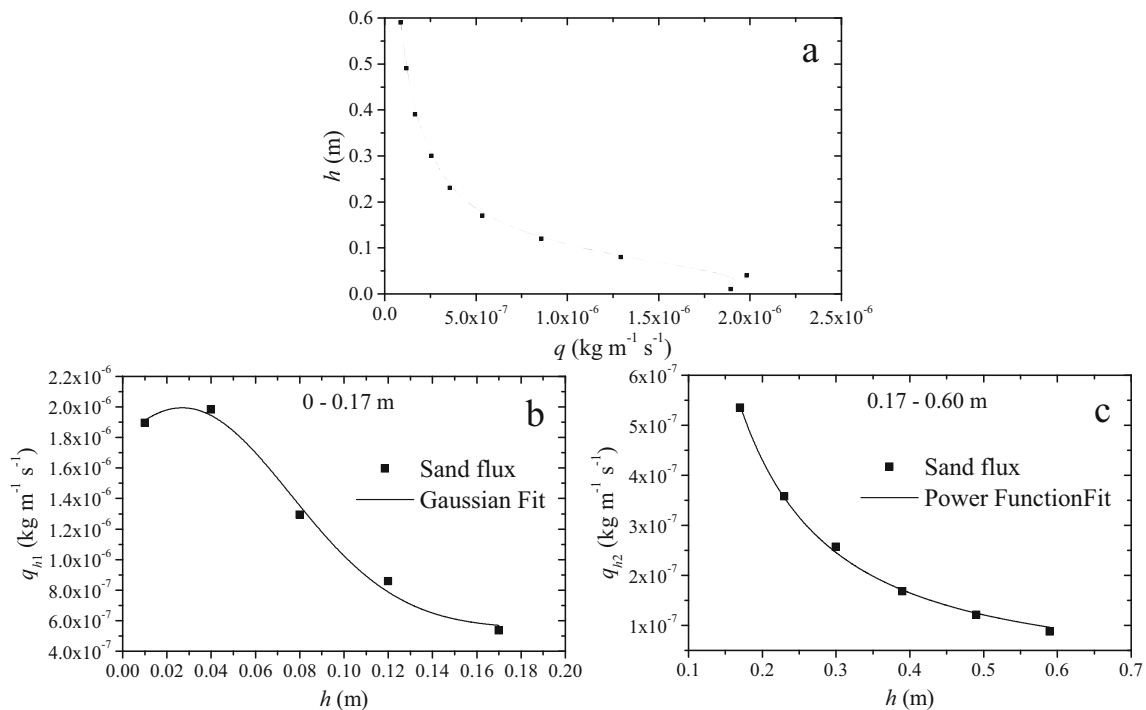 a
0.6
0.5
0.4
0.3
0.2
0.1
0.0
h (m)
0.0 5.0x10⁻⁷ 1.0x10⁻⁶ 1.5x10⁻⁶ 2.0x10⁻⁶ 2.5x10⁻⁶
q (kg m⁻¹ s⁻¹)
b
0 - 0.17 m
Sand flux
Gaussian Fit
2.2x10⁻⁶
2.0x10⁻⁶
1.8x10⁻⁶
1.6x10⁻⁶
1.4x10⁻⁶
1.2x10⁻⁶
1.0x10⁻⁶
8.0x10⁻⁷
6.0x10⁻⁷
4.0x10⁻⁷
qₕ₁ (kg m⁻¹ s⁻¹)
0.00 0.02 0.04 0.06 0.08 0.10 0.12 0.14 0.16 0.18 0.20
h (m)
c
0.17 - 0.60 m
Sand flux
Power FunctionFit
6x10⁻⁷
5x10⁻⁷
4x10⁻⁷
3x10⁻⁷
2x10⁻⁷
1x10⁻⁷
qₕ₂ (kg m⁻¹ s⁻¹)
0.1 0.2 0.3 0.4 0.5 0.6 0.7
h (m)